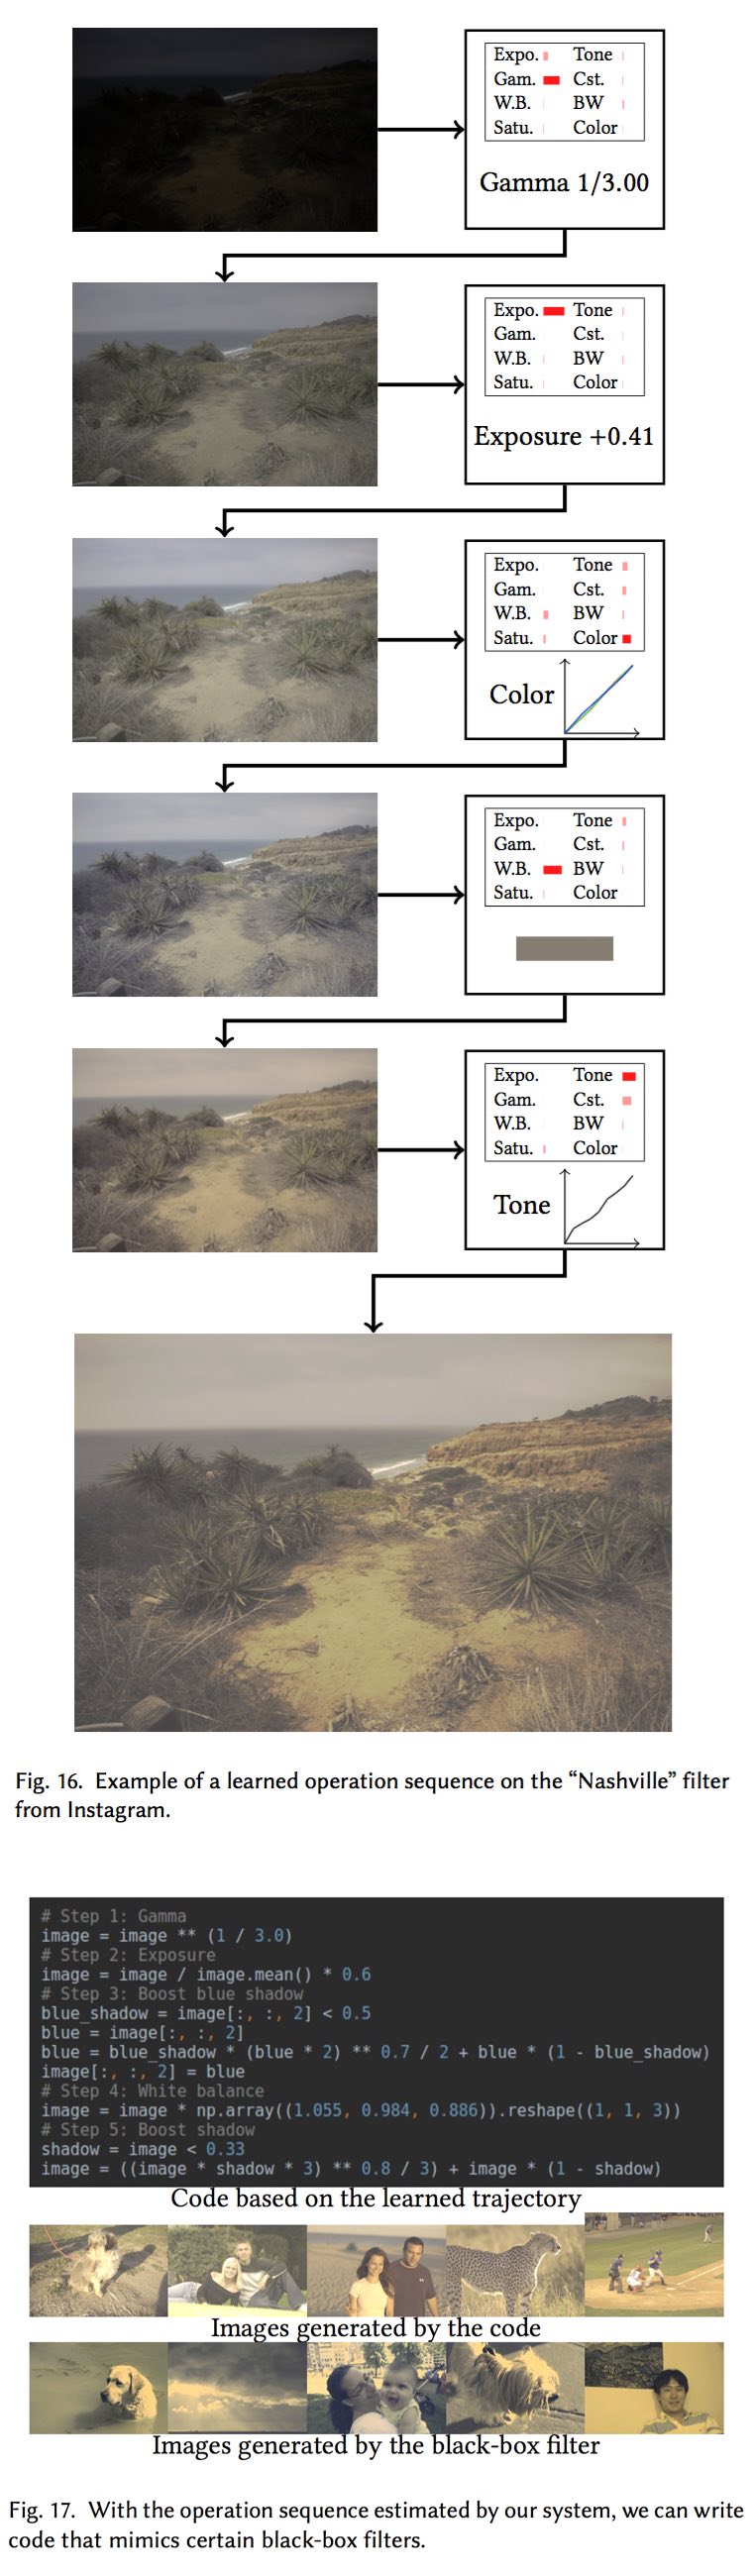 Expo. Tone
Gam. Cst.
W.B. BW
Satu. Color
Gamma 1/3.00
Expo. Tone
Gam. Cst.
W.B. BW
Satu. Color
Exposure +0.41
Expo. Tone
Gam. Cst.
W.B. BW
Satu. Color
Color
Expo. Tone
Gam. Cst.
W.B. BW
Satu. Color
Expo. Tone
Gam. Cst.
W.B. BW
Satu. Color
Tone
Fig. 16. Example of a learned operation sequence on the “Nashville” filter
from Instagram.
# Step 1: Gamma
image = image ** (1 / 3.0)
# Step 2: Exposure
image = image / image.mean() * 0.6
# Step 3: Boost blue shadow
blue_shadow = image[:, :, 2] < 0.5
blue = image[:, :, 2]
blue = blue_shadow * (blue * 2) ** 0.7 / 2 + blue * (1 - blue_shadow)
image[:, :, 2] = blue
# Step 4: White balance
image = image * np.array((1.055, 0.984, 0.886)).reshape((1, 1, 3))
# Step 5: Boost shadow
shadow = image < 0.33
image = ((image * shadow * 3) ** 0.8 / 3) + image * (1 - shadow)
Code based on the learned trajectory
Images generated by the code
Images generated by the black-box filter
Fig. 17. With the operation sequence estimated by our system, we can write
code that mimics certain black-box filters.